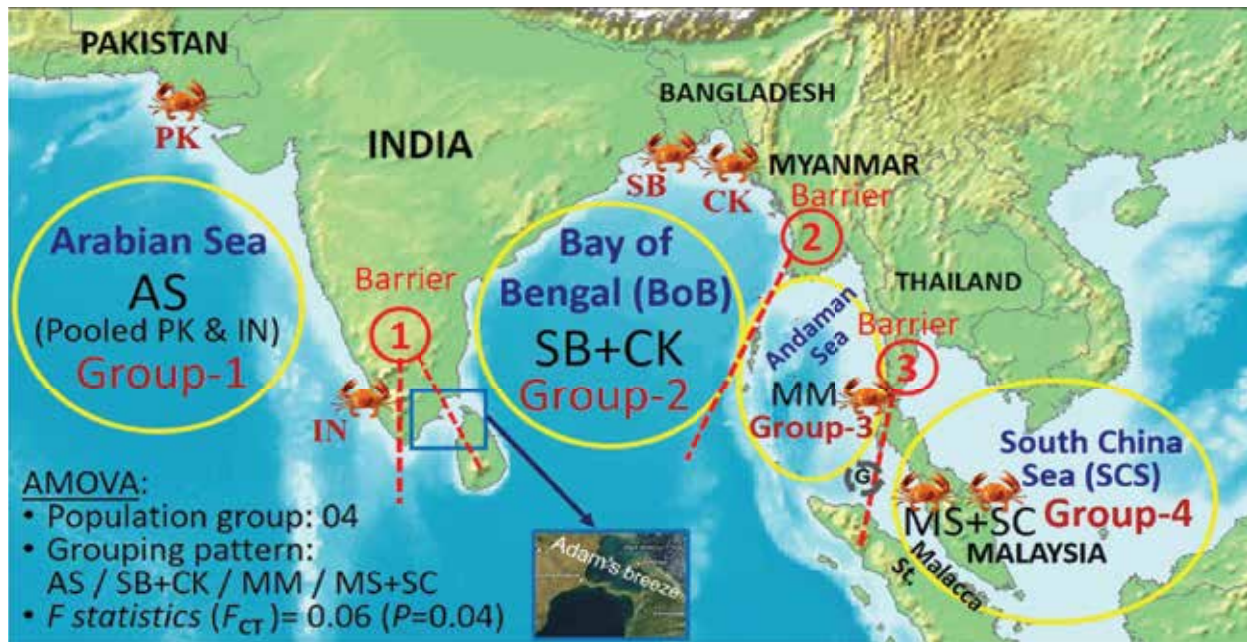 PAKISTAN
PK
INDIA
BANGLADESH
SB
CK
MYANMAR
Barrier
2
THAILAND
Arabian Sea
AS
(Pooled PK & IN)
Group-1
Barrier
1
IN
Bay of
Bengal (BoB)
SB+CK
Group-2
Andaman
Sea
MM
Group-3
Barrier
3
G
South China
Sea (SCS)
MS+SC Group-4
MALAYSIA
Malacca
St.
AMOVA:
• Population group: 04
• Grouping pattern:
AS / SB+CK / MM / MS+SC
• F statistics (FCT)= 0.06 (P=0.04)
Adam's breeze